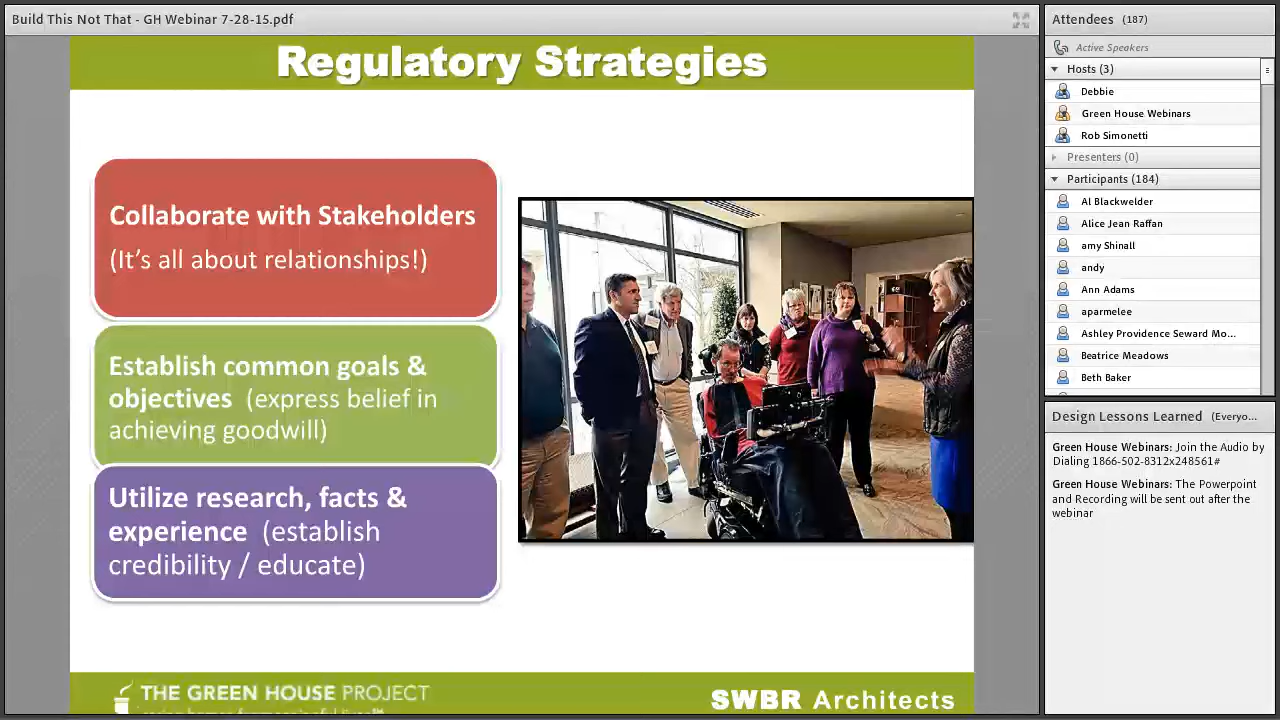 Build This Not That - GH Webinar 7-28-15.pdf
Regulatory Strategies
Collaborate with Stakeholders
(It's all about relationships!)
Establish common goals &
objectives (express belief in
achieving goodwill)
Utilize research, facts &
experience (establish
credibility / educate)
THE GREEN HOUSE PROJECT
SWBR Architects
Attendees (187)
Active Speakers
Hosts (3)
Debbie
Green House Webinars
Rob Simonetti
Presenters (0)
Participants (184)
Al Blackwelder
Alice Jean Raffan
amy Shinall
andy
Ann Adams
aparmelee
Ashley Providence Seward Mo...
Beatrice Meadows
Beth Baker
Design Lessons Learned (Everyo...
Green House Webinars: Join the Audio by
Dialing 1866-502-8312x248561#
Green House Webinars: The Powerpoint
and Recording will be sent out after the
webinar